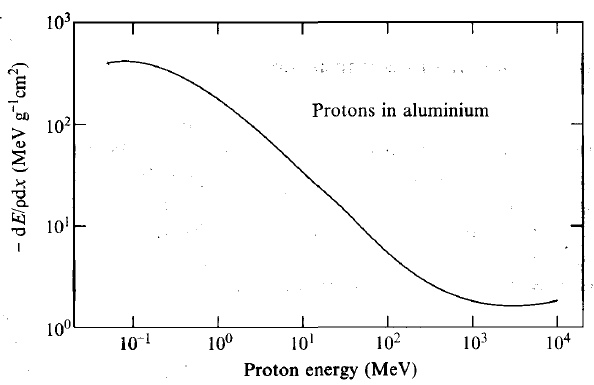 10³
10²
10¹
10⁰
− dE/ρdx (MeV g⁻¹cm²)
Protons in aluminium
10⁻¹ 10⁰ 10¹ 10² 10³ 10⁴
Proton energy (MeV)